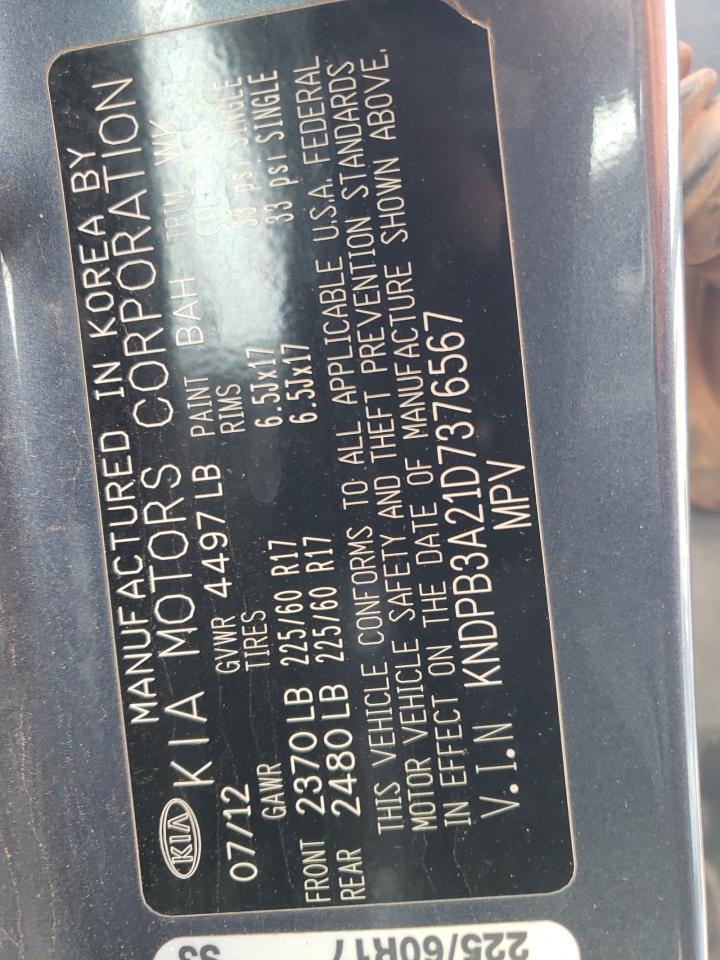 MANUFACTURED IN KOREA BY
KIA KIA MOTORS CORPORATION
07/12 GVWR 4497 LB PAINT BAH TRIM WK
GAWR TIRES RIMS
FRONT 2370 LB 225/60 R17 6.5Jx17 33 psi SINGLE
REAR 2480 LB 225/60 R17 6.5Jx17 33 psi SINGLE
THIS VEHICLE CONFORMS TO ALL APPLICABLE U.S.A. FEDERAL
MOTOR VEHICLE SAFETY AND THEFT PREVENTION STANDARDS
IN EFFECT ON THE DATE OF MANUFACTURE SHOWN ABOVE.
V.I.N KNDPB3A21D7376567
MPV
225/60R17